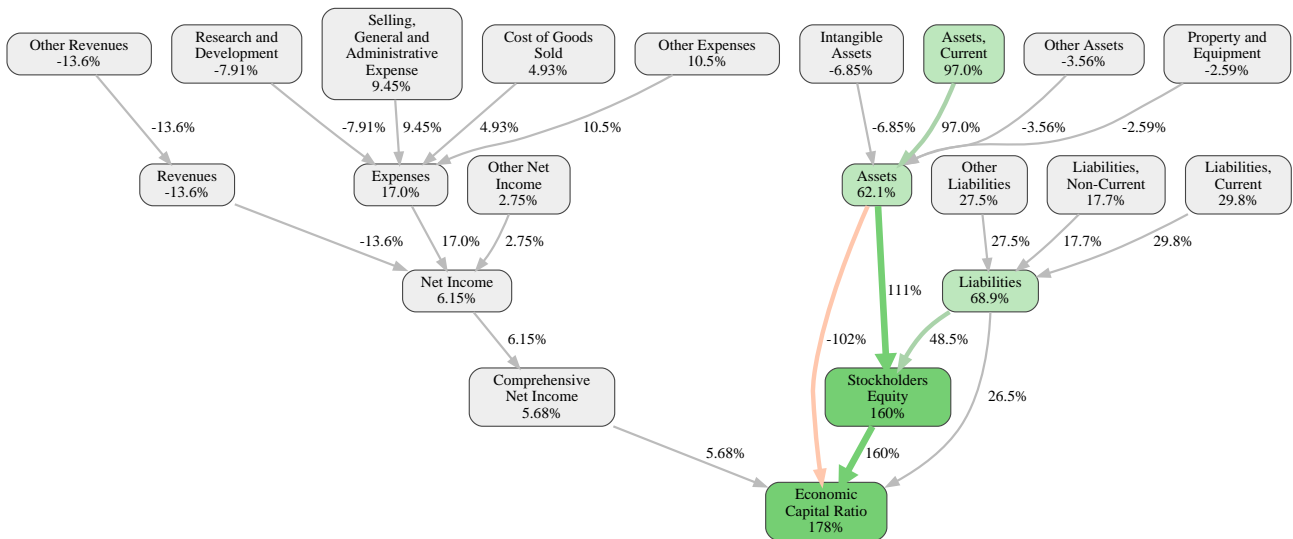 Other Revenues
-13.6%
Research and
Development
-7.91%
Selling,
General and
Administrative
Expense
9.45%
Cost of Goods
Sold
4.93%
Other Expenses
10.5%
Intangible
Assets
-6.85%
Assets,
Current
97.0%
Other Assets
-3.56%
Property and
Equipment
-2.59%
-13.6%
-7.91%
9.45%
4.93%
10.5%
-6.85%
97.0%
-3.56%
-2.59%
Revenues
-13.6%
Expenses
17.0%
Other Net
Income
2.75%
Assets
62.1%
Other
Liabilities
27.5%
Liabilities,
Non-Current
17.7%
Liabilities,
Current
29.8%
-13.6%
17.0%
2.75%
27.5%
17.7%
29.8%
Net Income
6.15%
Liabilities
68.9%
111%
6.15%
-102%
48.5%
Comprehensive
Net Income
5.68%
Stockholders
Equity
160%
26.5%
5.68%
160%
Economic
Capital Ratio
178%